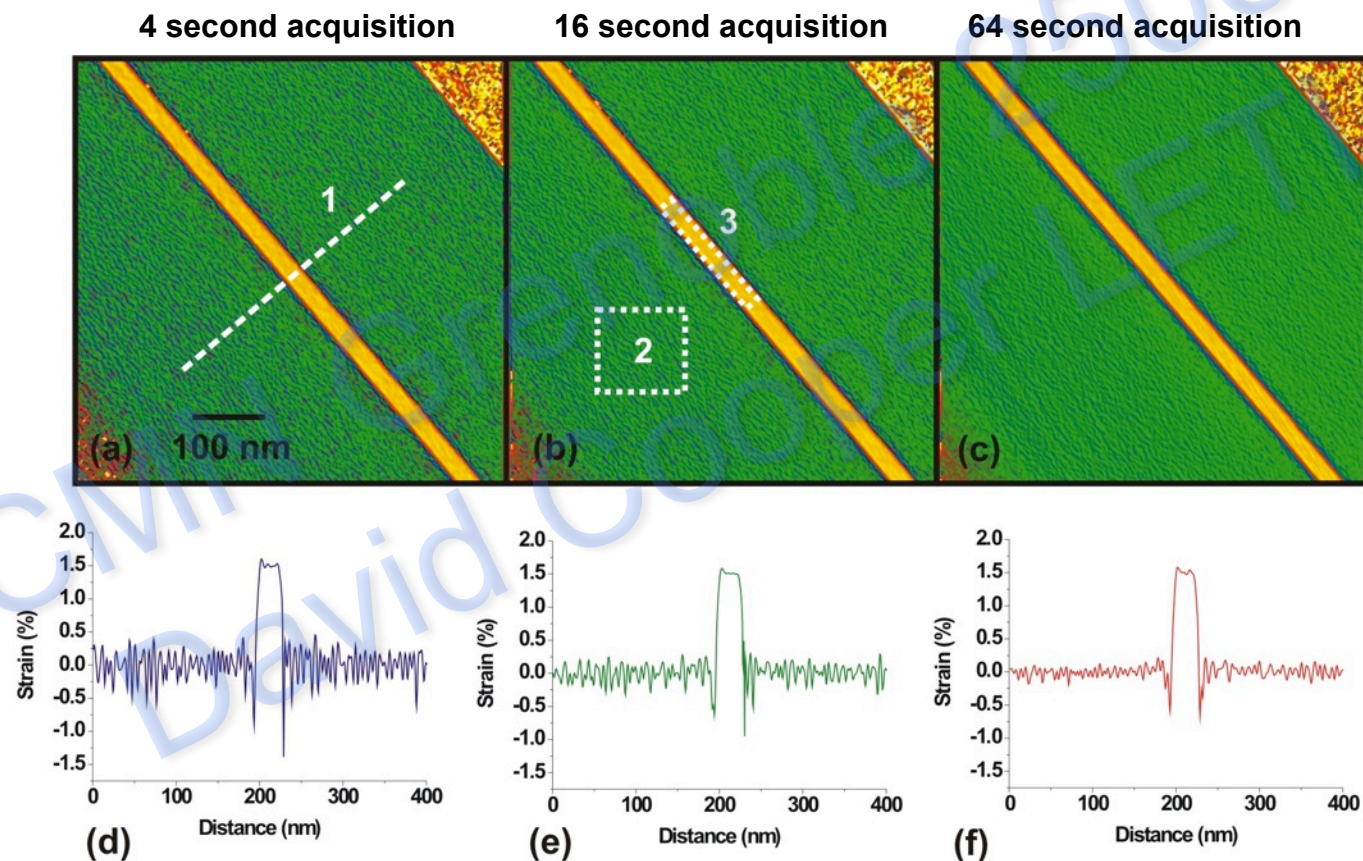 4 second acquisition 16 second acquisition 64 second acquisition
1
3
2
100 nm
(a) (b) (c)
2.0
1.5
1.0
0.5
0.0
-0.5
-1.0
-1.5
Strain (%)
0 100 200 300 400
Distance (nm)
(d)
2.0
1.5
1.0
0.5
0.0
-0.5
-1.0
-1.5
Strain (%)
0 100 200 300 400
Distance (nm)
(e)
2.0
1.5
1.0
0.5
0.0
-0.5
-1.0
-1.5
Strain (%)
0 100 200 300 400
Distance (nm)
(f)
Grenoble
David Cooper LETI